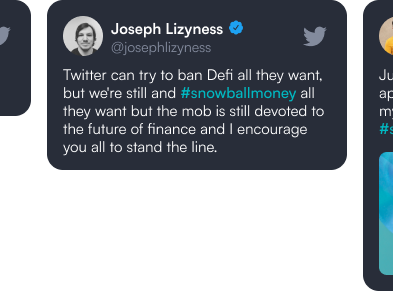 Joseph Lizyness
@josephlizyness
Twitter can try to ban Defi all they want,
but we're still and #snowballmoney all
they want but the mob is still devoted to
the future of finance and I encourage
you all to stand the line.
Ju
ap
my
#s